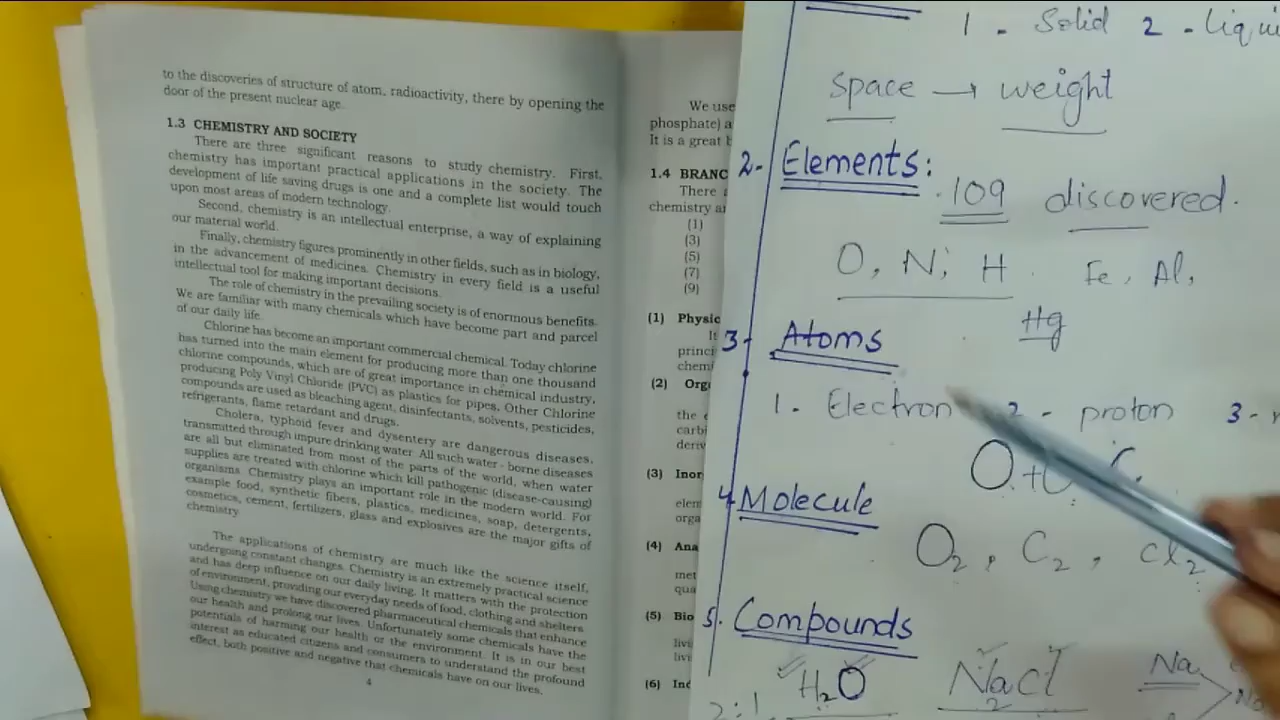 to the discoveries of structure of atom, radioactivity, there by opening the
door of the present nuclear age.
1.3 CHEMISTRY AND SOCIETY
There are three significant reasons to study chemistry. First,
chemistry has important practical applications in the society. The
development of life saving drugs is one and a complete list would touch
upon most areas of modern technology.
Second, chemistry is an intellectual enterprise, a way of explaining
our material world.
Finally, chemistry figures prominently in other fields, such as in biology,
in the advancement of medicines. Chemistry in every field is a useful
intellectual tool for making important decisions.
The role of chemistry in the prevailing society is of enormous benefits.
We are familiar with many chemicals which have become part and parcel
of our daily life.
Chlorine has become an important commercial chemical. Today chlorine
has turned into the main element for producing more than one thousand
chlorine compounds, which are of great importance in chemical industry,
producing Poly Vinyl Chloride (PVC) as plastics for pipes. Other Chlorine
compounds are used as bleaching agent, disinfectants, solvents, pesticides,
refrigerants, flame retardant and drugs.
Cholera, typhoid fever and dysentery are dangerous diseases,
transmitted through impure drinking water. All such water - borne diseases
are all but eliminated from most of the parts of the world, when water
supplies are treated with chlorine which kill pathogenic (disease-causing)
organisms. Chemistry plays an important role in the modern world. For
example food, synthetic fibers, plastics, medicines, soap, detergents,
cosmetics, cement, fertilizers, glass and explosives are the major gifts of
chemistry.
The applications of chemistry are much like the science itself,
undergoing constant changes. Chemistry is an extremely practical science
and has deep influence on our daily living. It matters with the protection
of environment, providing our everyday needs of food, clothing and shelters
Using chemistry we have discovered pharmaceutical chemicals that enhance
our health and prolong our lives. Unfortunately some chemicals have the
potentials of harming our health or the environment. It is in our best
interest as educated citizens and consumers to understand the profound
effect, both positive and negative that chemicals have on our lives.
4
We use
phosphate) a
It is a great
1.4 BRANC
There
chemistry
(1)
(3)
(5)
(7)
(9)
(1) Physic
princi
chem
(2) Org
the
carb
deriv
(3) Inor
elem
orga
(4) Ana
met
qua
(5) Bio
livi
livi
(6) Ind
1 - Solid 2 - liqui
space → weight
2- Elements:
109 discovered.
O, N, H Fe, Al,
Hg
3- Atoms
1. Electron 2 - proton 3-
O+
4 Molecule
O2, C2, Cl2
5. Compounds
H2O Na2Cl Na
2:1